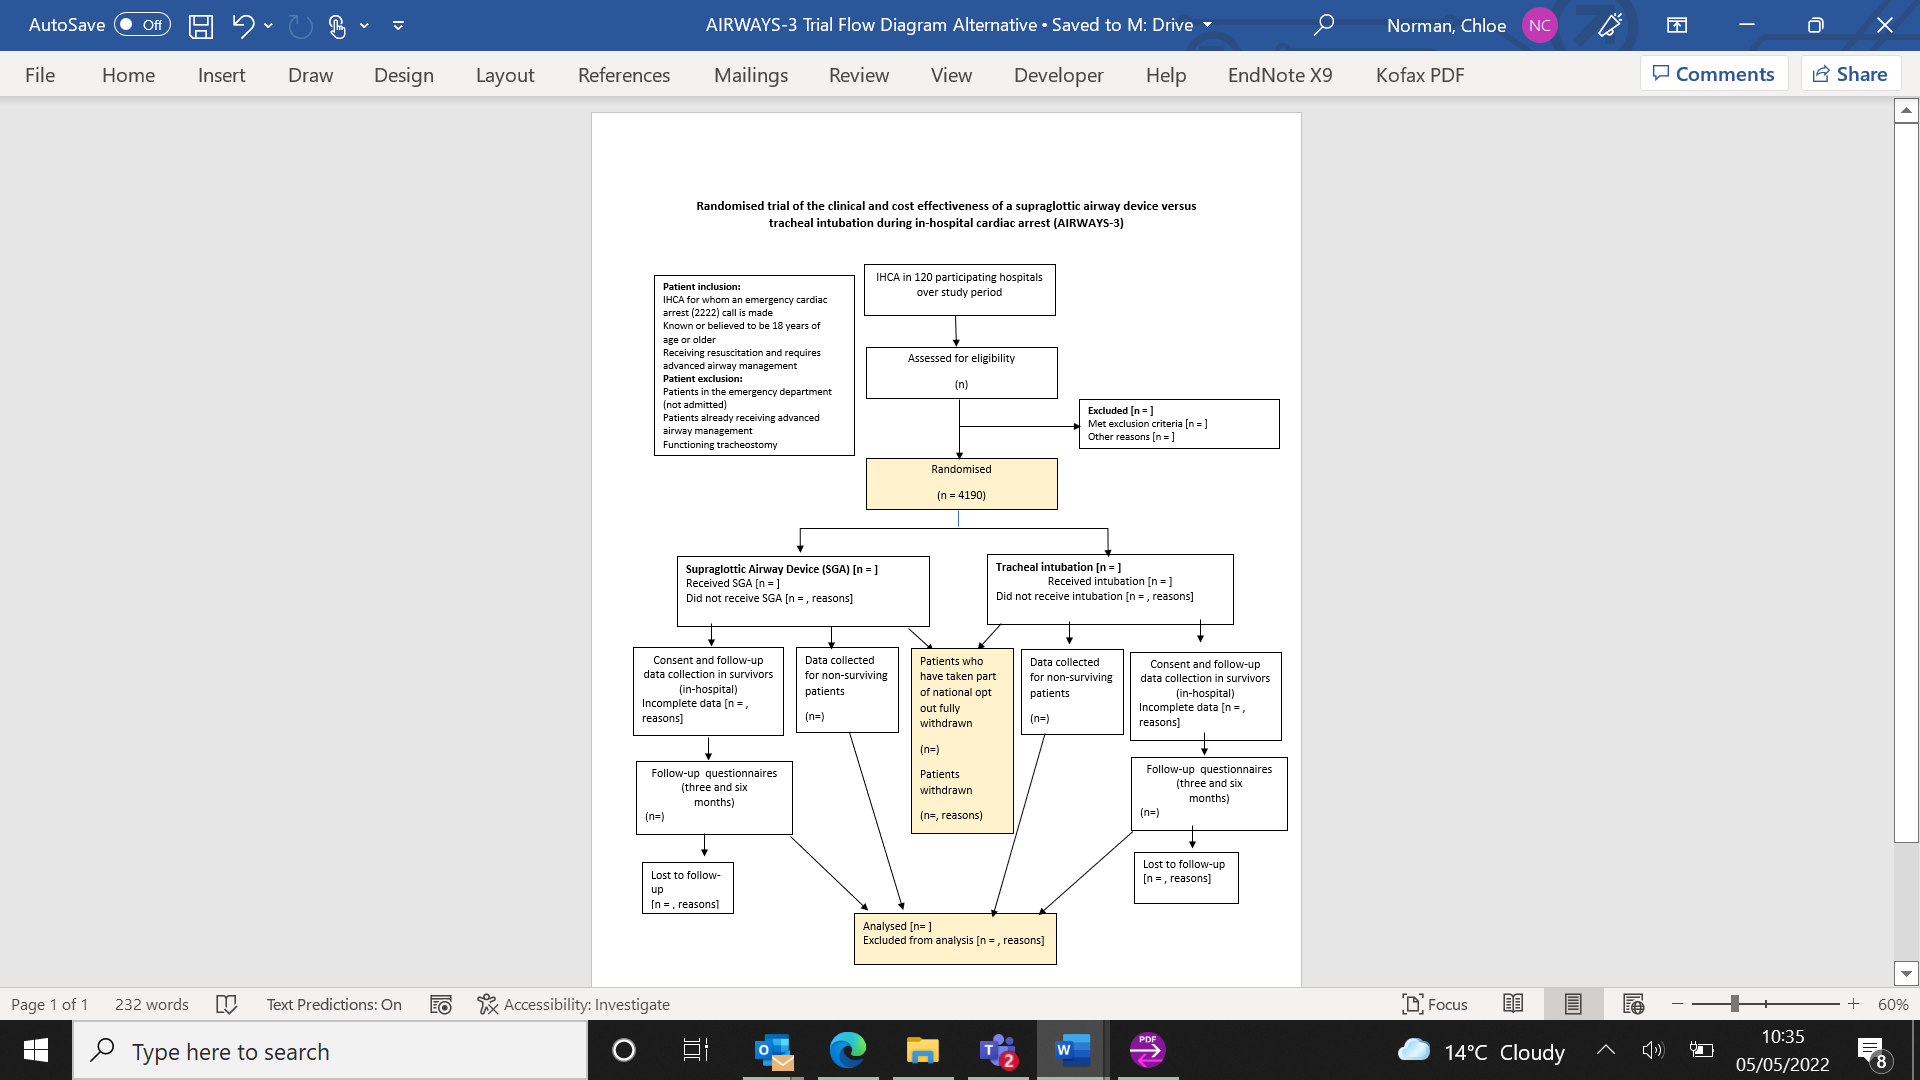 AutoSave Off
AIRWAYS-3 Trial Flow Diagram Alternative • Saved to M: Drive
Norman, Chloe NC
File Home Insert Draw Design Layout References Mailings Review View Developer Help EndNote X9 Kofax PDF
Comments Share
Randomised trial of the clinical and cost effectiveness of a supraglottic airway device versus
tracheal intubation during in-hospital cardiac arrest (AIRWAYS-3)
Patient inclusion:
IHCA for whom an emergency cardiac
arrest (2222) call is made
Known or believed to be 18 years of
age or older
Receiving resuscitation and requires
advanced airway management
Patient exclusion:
Patients in the emergency department
(not admitted)
Patients already receiving advanced
airway management
Functioning tracheostomy
IHCA in 120 participating hospitals
over study period
Assessed for eligibility
(n)
Excluded [n = ]
Met exclusion criteria [n = ]
Other reasons [n = ]
Randomised
(n = 4190)
Supraglottic Airway Device (SGA) [n = ]
Received SGA [n = ]
Did not receive SGA [n = , reasons]
Tracheal intubation [n = ]
Received intubation [n = ]
Did not receive intubation [n = , reasons]
Consent and follow-up
data collection in survivors
(in-hospital)
Incomplete data [n = ,
reasons]
Data collected
for non-surviving
patients
(n=)
Patients who
have taken part
of national opt
out fully
withdrawn
(n=)
Patients
withdrawn
(n=, reasons)
Data collected
for non-surviving
patients
(n=)
Consent and follow-up
data collection in survivors
(in-hospital)
Incomplete data [n = ,
reasons]
Follow-up questionnaires
(three and six
months)
(n=)
Follow-up questionnaires
(three and six
months)
(n=)
Lost to follow-
up
[n = , reasons]
Lost to follow-up
[n = , reasons]
Analysed [n= ]
Excluded from analysis [n = , reasons]
Page 1 of 1 232 words Text Predictions: On Accessibility: Investigate Focus 60%
Type here to search
2
PDF
14°C Cloudy
10:35
05/05/2022
8